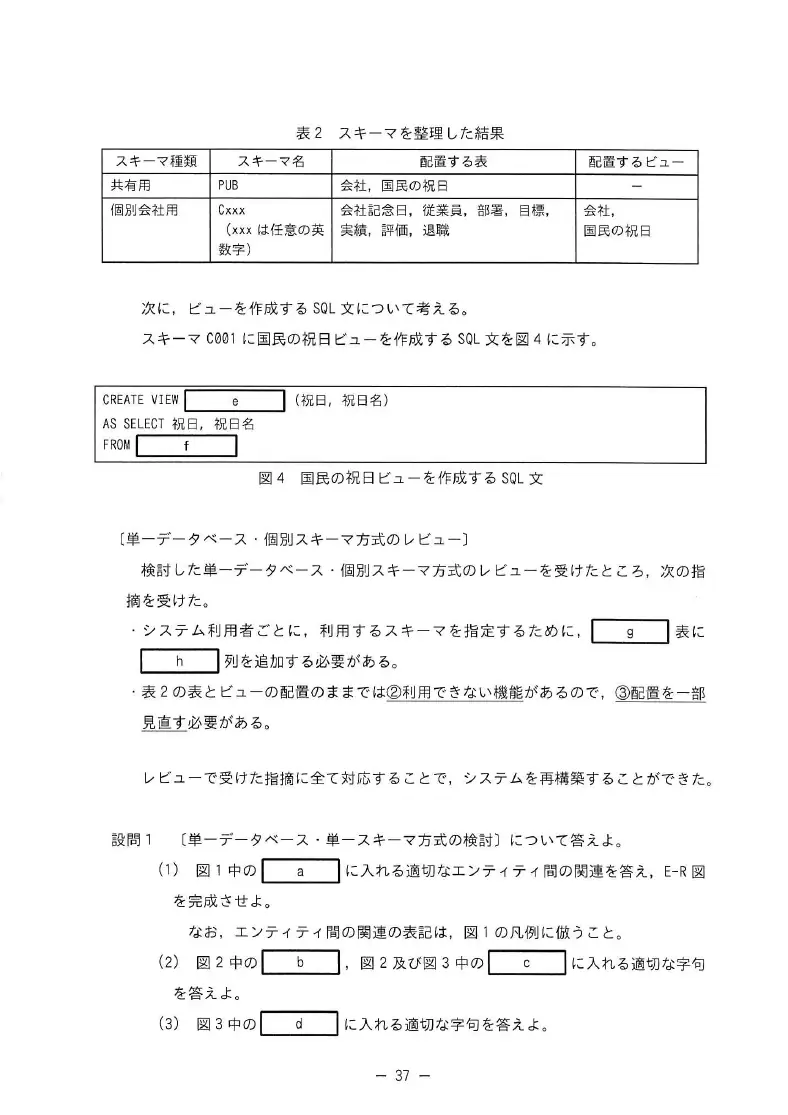 表2 スキーマを整理した結果
スキーマ種類 スキーマ名 配置する表 配置するビュー
共有用 PUB 会社，国民の祝日 －
個別会社用 Cxxx 会社記念日，従業員，部署，目標， 会社，
（xxx は任意の英 実績，評価，退職 国民の祝日
数字）
次に，ビューを作成する SQL 文について考える。
スキーマ C001 に国民の祝日ビューを作成する SQL 文を図 4 に示す。
CREATE VIEW e (祝日，祝日名)
AS SELECT 祝日，祝日名
FROM f
図4 国民の祝日ビューを作成する SQL 文
〔単一データベース・個別スキーマ方式のレビュー〕
検討した単一データベース・個別スキーマ方式のレビューを受けたところ，次の指
摘を受けた。
・システム利用者ごとに，利用するスキーマを指定するために， g 表に
h 列を追加する必要がある。
・表2の表とビューの配置のままでは②利用できない機能があるので，③配置を一部
見直す必要がある。
レビューで受けた指摘に全て対応することで，システムを再構築することができた。
設問1 〔単一データベース・単一スキーマ方式の検討〕について答えよ。
(1) 図1中の a に入れる適切なエンティティ間の関連を答え，E-R 図
を完成させよ。
なお，エンティティ間の関連の表記は，図1の凡例に倣うこと。
(2) 図2中の b ，図2及び図3中の c に入れる適切な字句
を答えよ。
(3) 図3中の d に入れる適切な字句を答えよ。
－ 37 －